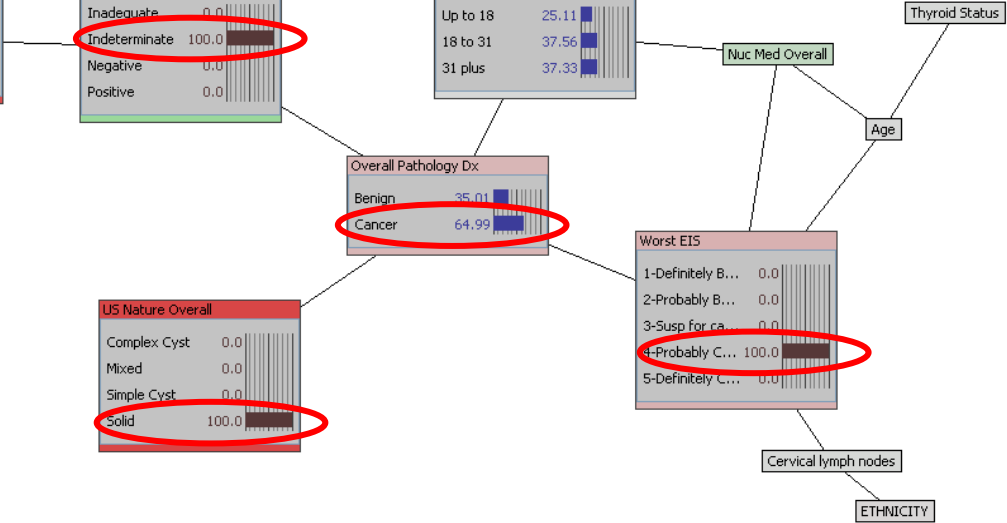 Inadequate 0.0
Indeterminate 100.0
Negative 0.0
Positive 0.0
Up to 18 25.11
18 to 31 37.56
31 plus 37.33
Thyroid Status
Nuc Med Overall
Age
Overall Pathology Dx
Benign 35.01
Cancer 64.99
Worst EIS
1-Definitely B... 0.0
2-Probably B... 0.0
3-Susp for ca... 0.0
4-Probably C... 100.0
5-Definitely C... 0.0
US Nature Overall
Complex Cyst 0.0
Mixed 0.0
Simple Cyst 0.0
Solid 100.0
Cervical lymph nodes
ETHNICITY